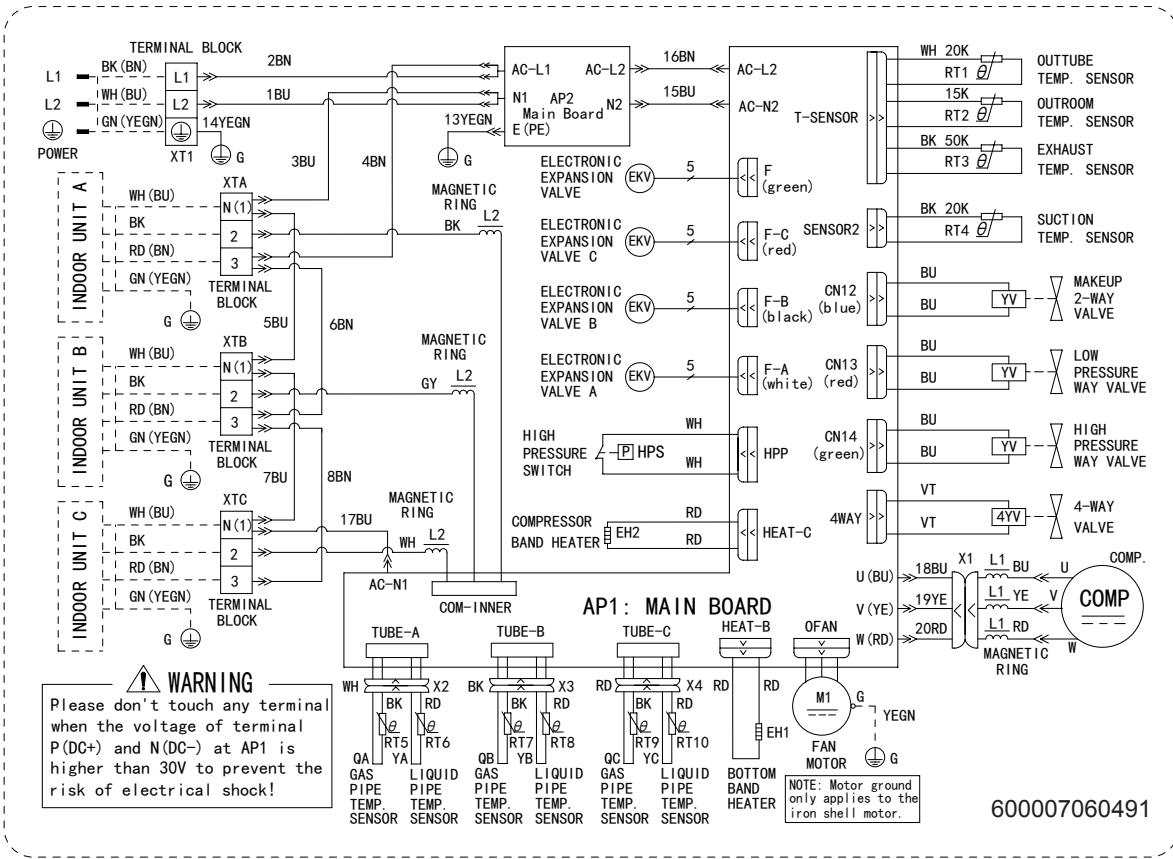 TERMINAL BLOCK
L1
BK(BN)
L1
2BN
L2
WH(BU)
L2
1BU
GN(YEGN)
14YEGN
G
POWER
XT1
AC-L1
AC-L2
N1
AP2
N2
Main Board
E(PE)
13YEGN
G
16BN
15BU
AC-L2
AC-N2
3BU
4BN
T-SENSOR
WH 20K
RT1
θ
OUTTUBE
TEMP. SENSOR
15K
RT2
θ
OUTROOM
TEMP. SENSOR
BK 50K
RT3
θ
EXHAUST
TEMP. SENSOR
SENSOR2
BK 20K
RT4
θ
SUCTION
TEMP. SENSOR
INDOOR UNIT A
WH(BU)
BK
RD(BN)
GN(YEGN)
G
XTA
N(1)
2
3
TERMINAL
BLOCK
MAGNETIC
RING
BK
L2
5BU
6BN
INDOOR UNIT B
WH(BU)
BK
RD(BN)
GN(YEGN)
G
XTB
N(1)
2
3
TERMINAL
BLOCK
MAGNETIC
RING
GY
L2
7BU
8BN
INDOOR UNIT C
WH(BU)
BK
RD(BN)
GN(YEGN)
G
XTC
N(1)
2
3
TERMINAL
BLOCK
17BU
MAGNETIC
RING
WH
L2
AC-N1
COM-INNER
ELECTRONIC
EXPANSION
VALVE
EKV
5
F
(green)
ELECTRONIC
EXPANSION
VALVE C
EKV
5
F-C
(red)
ELECTRONIC
EXPANSION
VALVE B
EKV
5
F-B
(black)
ELECTRONIC
EXPANSION
VALVE A
EKV
5
F-A
(white)
HIGH
PRESSURE
SWITCH
P
HPS
WH
WH
HPP
COMPRESSOR
BAND HEATER
EH2
RD
RD
HEAT-C
CN12
(blue)
BU
BU
YV
MAKEUP
2-WAY
VALVE
CN13
(red)
BU
BU
YV
LOW
PRESSURE
WAY VALVE
CN14
(green)
BU
BU
YV
HIGH
PRESSURE
WAY VALVE
4WAY
VT
VT
4YV
4-WAY
VALVE
U(BU)
18BU
X1
L1
BU
U
COMP.
V(YE)
19YE
L1
YE
V
COMP
W(RD)
20RD
L1
RD
W
MAGNETIC
RING
AP1: MAIN BOARD
TUBE-A
TUBE-B
TUBE-C
HEAT-B
OFAN
WH
X2
BK
X3
RD
X4
RD
RD
BK
RD
BK
RD
BK
RD
θ
θ
θ
θ
θ
θ
RT5
RT6
RT7
RT8
RT9
RT10
QA
YA
QB
YB
QC
YC
GAS
PIPE
TEMP.
SENSOR
LIQUID
PIPE
TEMP.
SENSOR
GAS
PIPE
TEMP.
SENSOR
LIQUID
PIPE
TEMP.
SENSOR
GAS
PIPE
TEMP.
SENSOR
LIQUID
PIPE
TEMP.
SENSOR
EH1
BOTTOM
BAND
HEATER
M1
G
YEGN
G
FAN
MOTOR
NOTE: Motor ground
only applies to the
iron shell motor.
WARNING
Please don't touch any terminal
when the voltage of terminal
P(DC+) and N(DC-) at AP1 is
higher than 30V to prevent the
risk of electrical shock!
600007060491